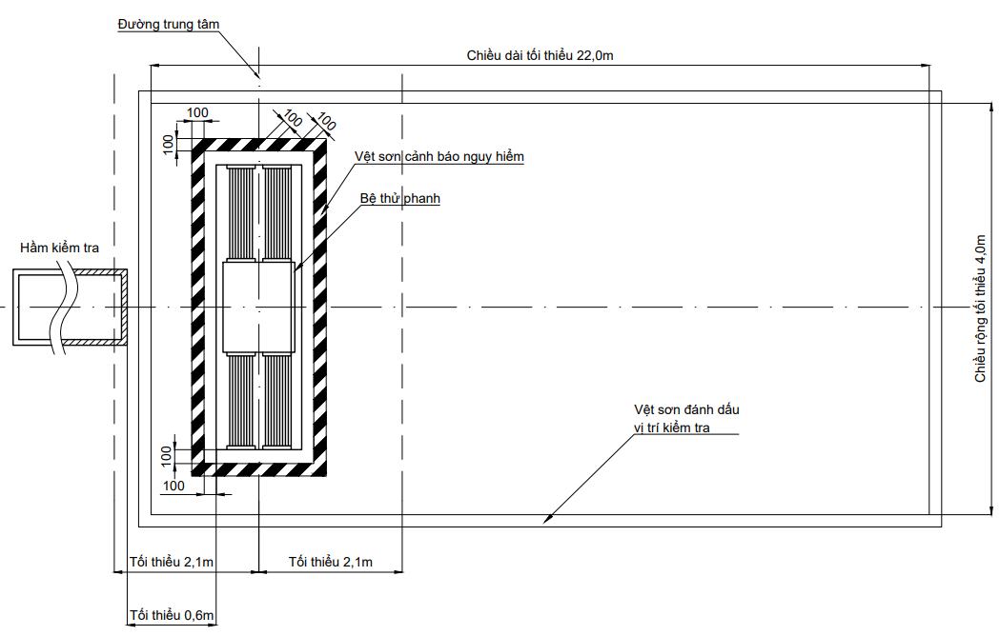 Đường trung tâm
Chiều dài tối thiểu 22,0m
100
100
100
100
Vệt sơn cảnh báo nguy hiểm
Bệ thử phanh
Hầm kiểm tra
Chiều rộng tối thiểu 4,0m
Vệt sơn đánh dấu
vị trí kiểm tra
100
100
Tối thiểu 2,1m
Tối thiểu 2,1m
Tối thiểu 0,6m